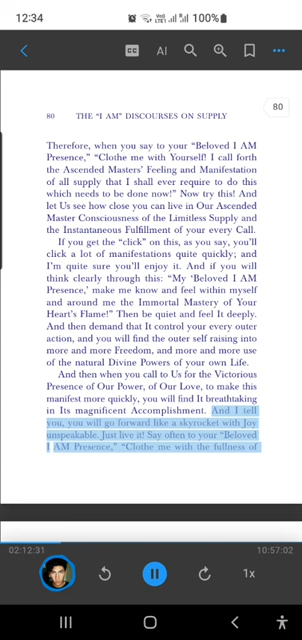 12:34
Vo)
LTE1
100%
CC
AI
80
80 THE “I AM” DISCOURSES ON SUPPLY
Therefore, when you say to your “Beloved I AM
Presence,” “Clothe me with Yourself! I call forth
the Ascended Masters’ Feeling and Manifestation
of all supply that I shall ever require to do this
which needs to be done now!” Now try this! And
let Us see how close you can live in Our Ascended
Master Consciousness of the Limitless Supply and
the Instantaneous Fulfillment of your every Call.
If you get the “click” on this, as you say, you’ll
click a lot of manifestations quite quickly; and
I’m quite sure you’ll enjoy it. And if you will
think clearly through this: “My ‘Beloved I AM
Presence,’ make me know and feel within myself
and around me the Immortal Mastery of Your
Heart’s Flame!” Then be quiet and feel It deeply.
And then demand that It control your every outer
action, and you will find the outer self raising into
more and more Freedom, and more and more use
of the natural Divine Powers of your own Life.
And then when you call to Us for the Victorious
Presence of Our Power, of Our Love, to make this
manifest more quickly, you will find It breathtaking
in Its magnificent Accomplishment. And I tell
you, you will go forward like a skyrocket with Joy
unspeakable. Just live it! Say often to your “Beloved
I AM Presence,” “Clothe me with the fullness of
02:12:31
10:57:02
1x